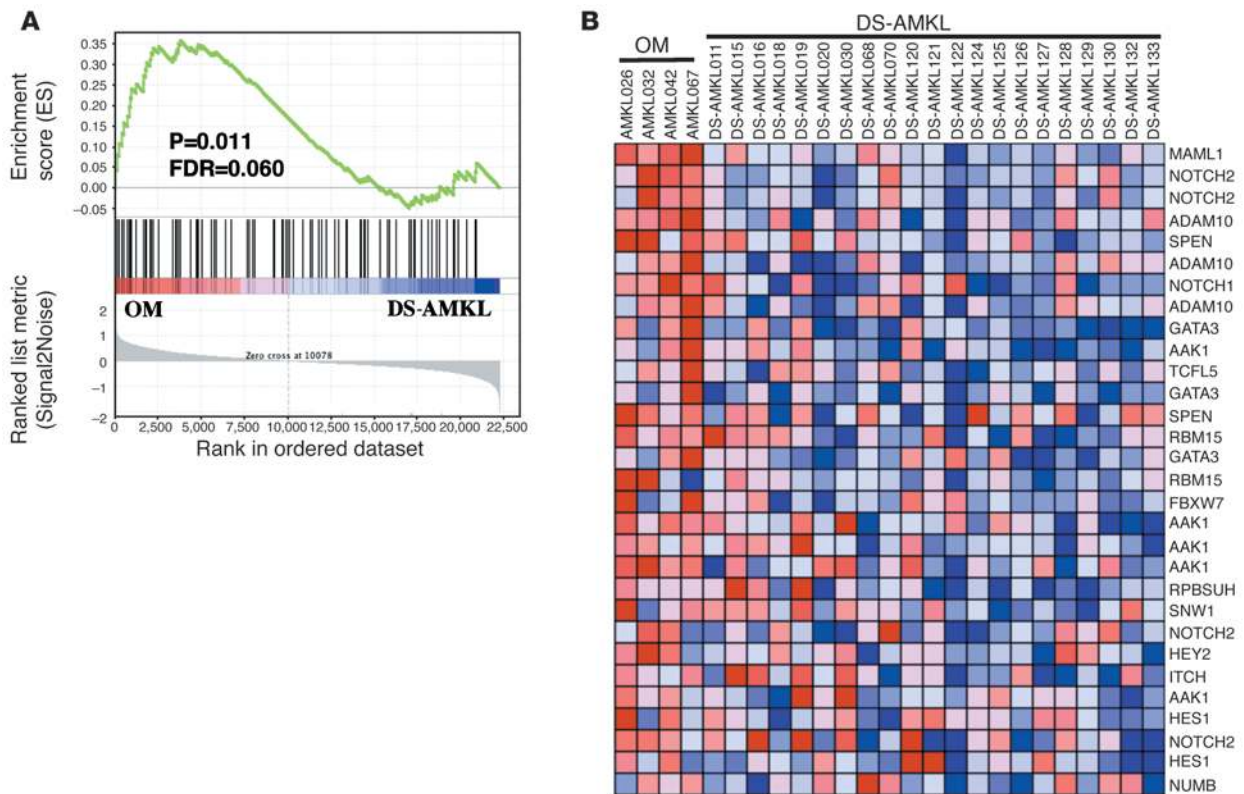 A
Enrichment
score (ES)
0.35
0.30
0.25
0.20
0.15
0.10
0.05
0.00
−0.05
P=0.011
FDR=0.060
OM
DS-AMKL
Ranked list metric
(Signal2Noise)
2
1
0
−1
−2
Zero cross at 10078
0
2,500
5,000
7,500
10,000
12,500
15,000
17,500
20,000
22,500
Rank in ordered dataset
B
OM
DS-AMKL
AMKL026
AMKL032
AMKL042
AMKL067
DS-AMKL011
DS-AMKL015
DS-AMKL016
DS-AMKL018
DS-AMKL019
DS-AMKL020
DS-AMKL030
DS-AMKL068
DS-AMKL070
DS-AMKL120
DS-AMKL121
DS-AMKL122
DS-AMKL124
DS-AMKL125
DS-AMKL126
DS-AMKL127
DS-AMKL128
DS-AMKL129
DS-AMKL130
DS-AMKL132
DS-AMKL133
MAML1
NOTCH2
NOTCH2
ADAM10
SPEN
ADAM10
NOTCH1
ADAM10
GATA3
AAK1
TCFL5
GATA3
SPEN
RBM15
GATA3
RBM15
FBXW7
AAK1
AAK1
AAK1
RPBSUH
SNW1
NOTCH2
HEY2
ITCH
AAK1
HES1
NOTCH2
HES1
NUMB